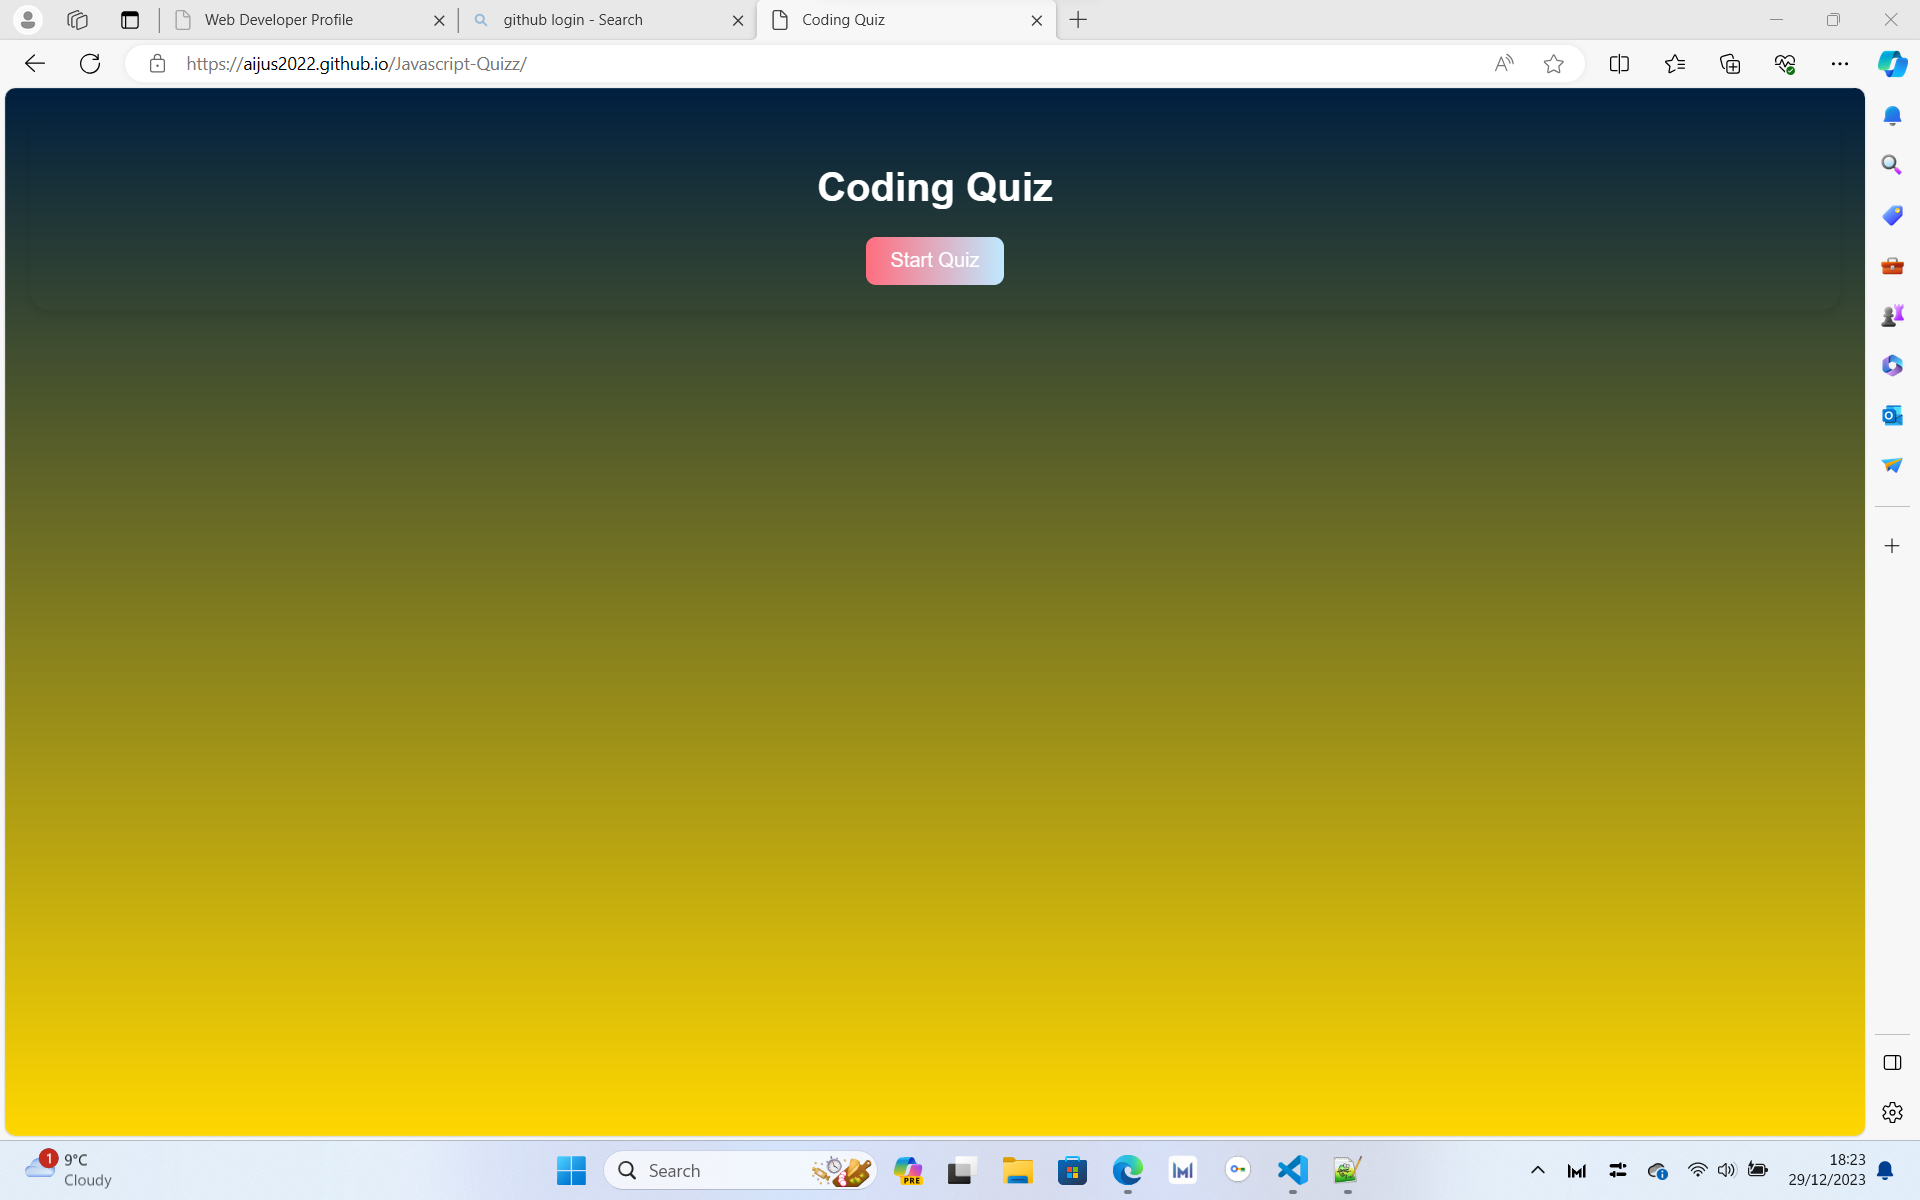 Web Developer Profile
github login - Search
Coding Quiz
https://aijus2022.github.io/Javascript-Quizz/
Coding Quiz
Start Quiz
1
9°C
Cloudy
Search
PRE
18:23
29/12/2023